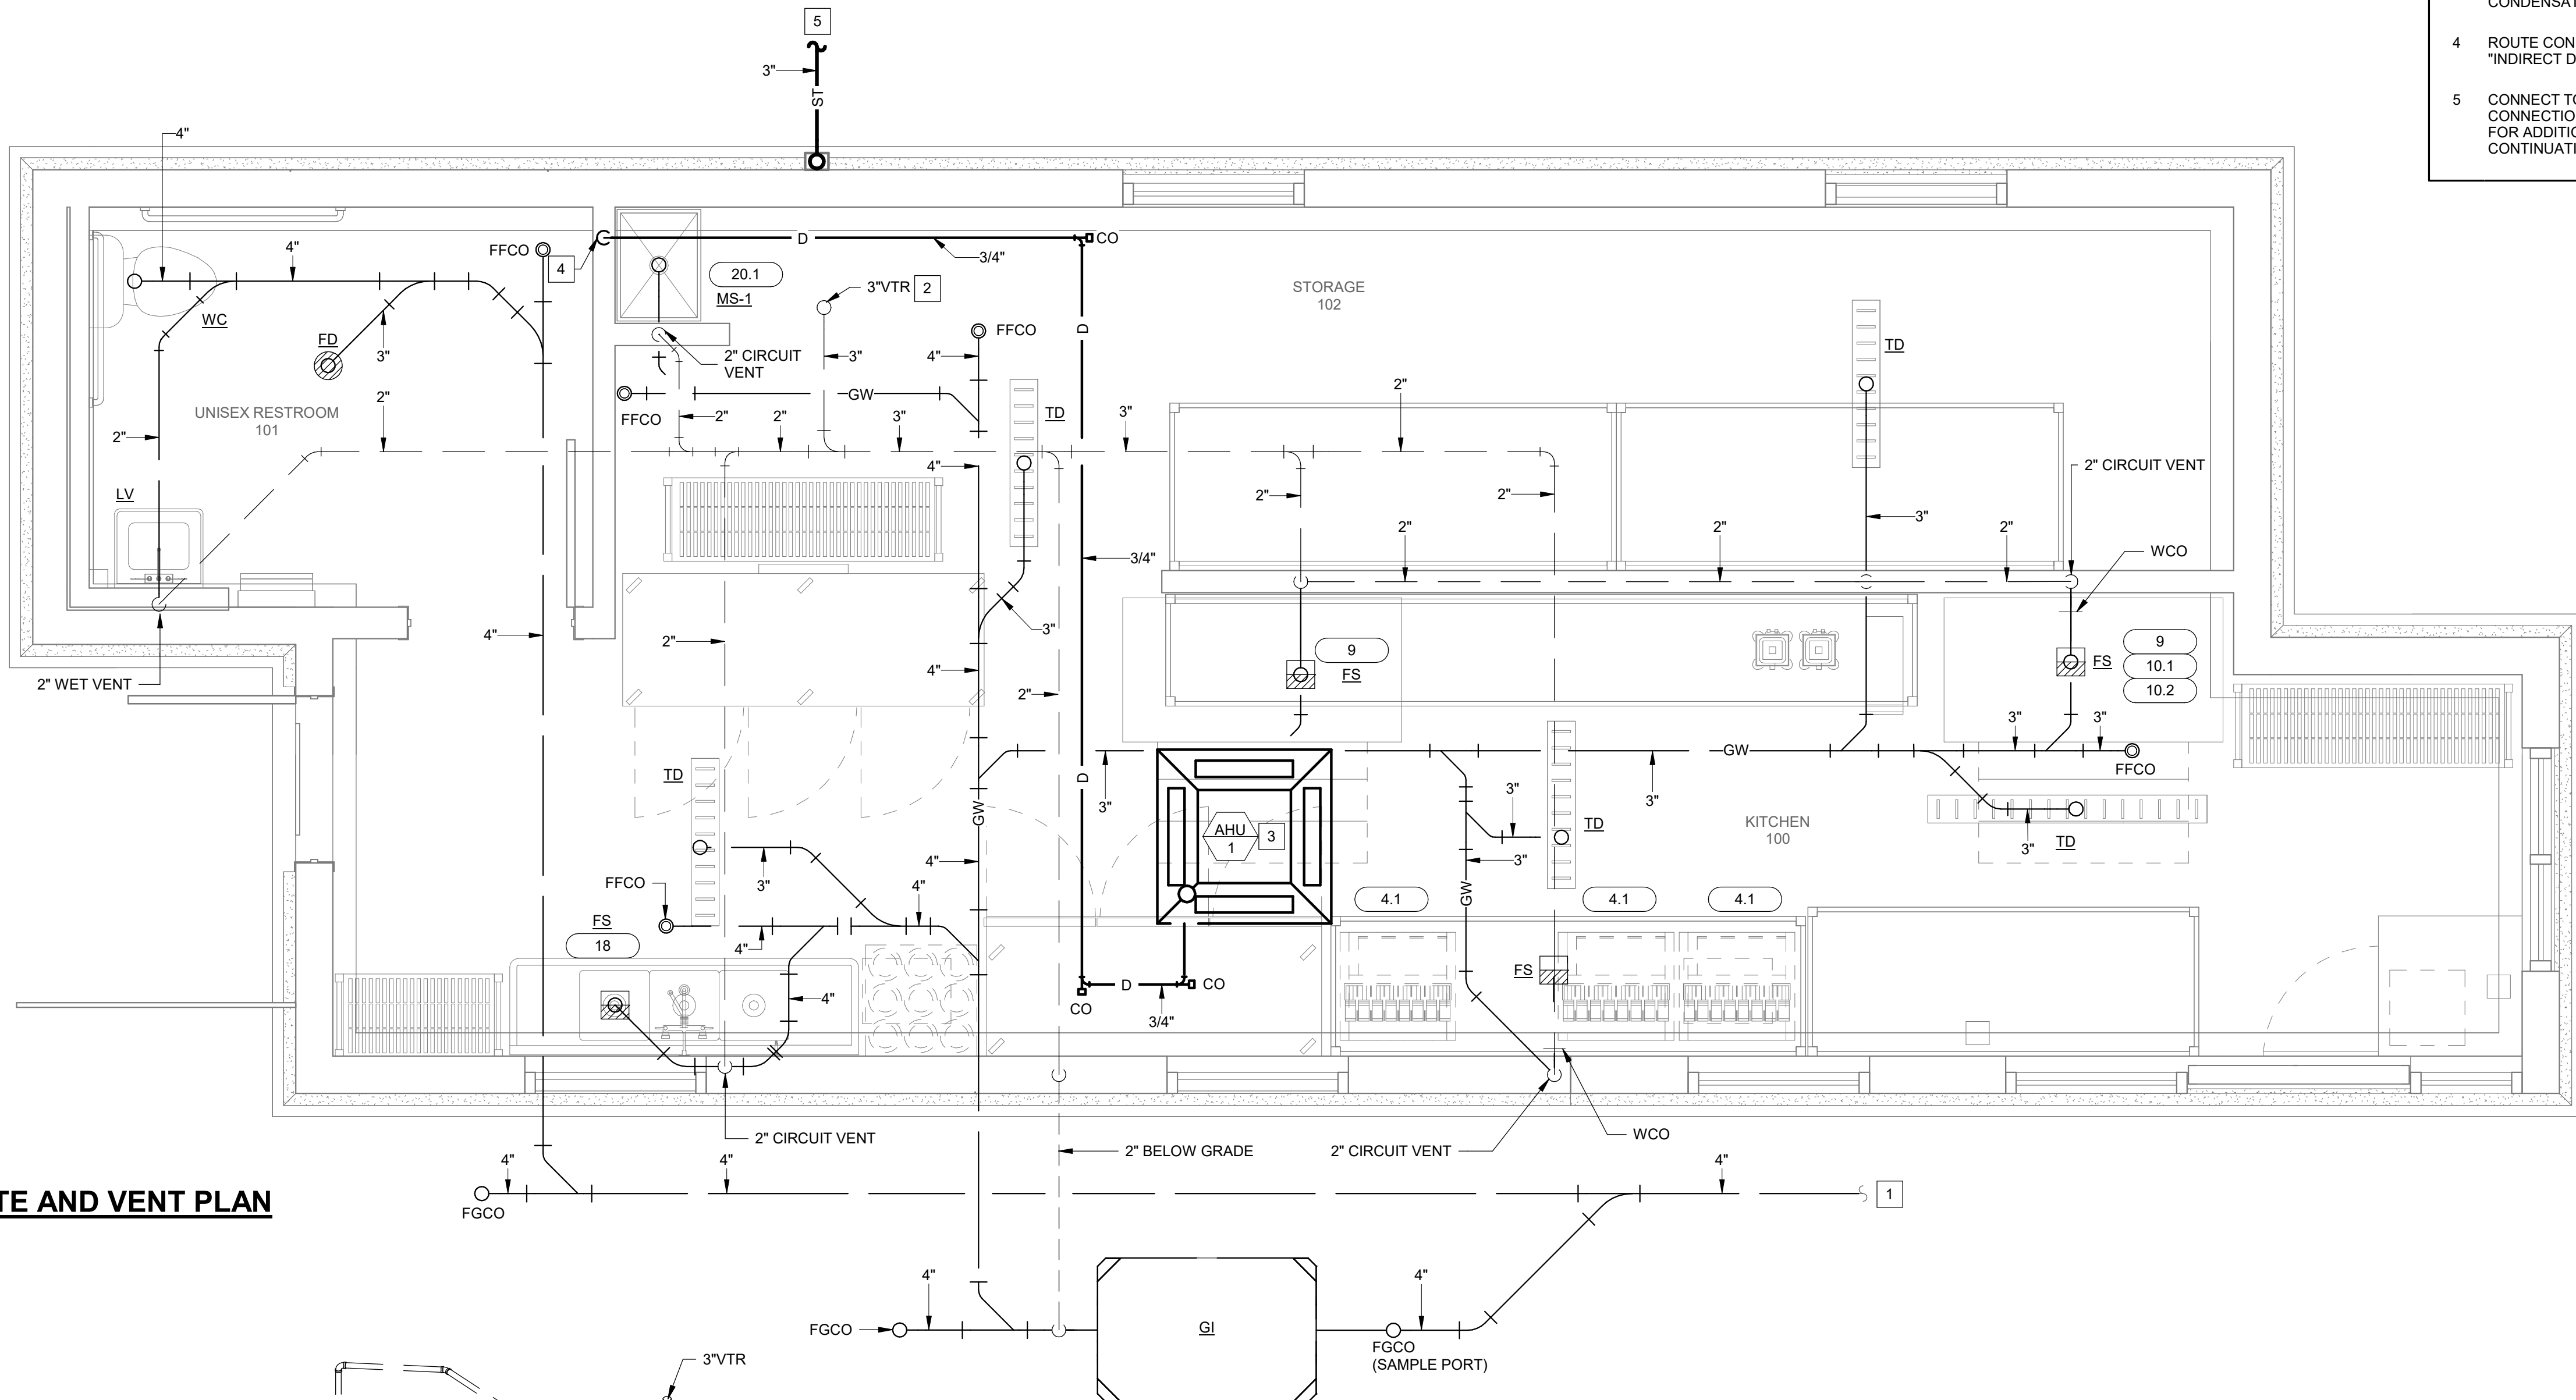 5
CONDENSAT
3"
4 ROUTE CON
"INDIRECT D
ST
5 CONNECT TO
CONNECTIO
FOR ADDITIO
CONTINUATI
4"
FFCO
4"
4
D
CO
3/4"
20.1
MS-1
3"VTR 2
STORAGE
102
WC
FD
3"
2" CIRCUIT
VENT
3"
4"
FFCO
D
TD
2"
UNISEX RESTROOM
101
2"
FFCO
GW
2"
2"
3"
TD
3"
2"
4"
LV
2"
2"
2" CIRCUIT VENT
3"
2"
2"
2"
WCO
3/4"
4"
2"
3"
9
FS
FS
9
10.1
10.2
4"
2" WET VENT
2"
3"
3"
GW
FFCO
TD
D
3"
3"
3"
GW
AHU
1
3
TD
KITCHEN
100
3"
TD
4"
3"
3"
FFCO
4"
GW
4.1
4.1
4.1
FS
18
4"
FS
D
CO
4"
CO
3/4"
2" CIRCUIT VENT
2" BELOW GRADE
2" CIRCUIT VENT
WCO
4"
4"
4"
TE AND VENT PLAN
1
FGCO
4"
4"
FGCO
GI
FGCO
(SAMPLE PORT)
3"VTR